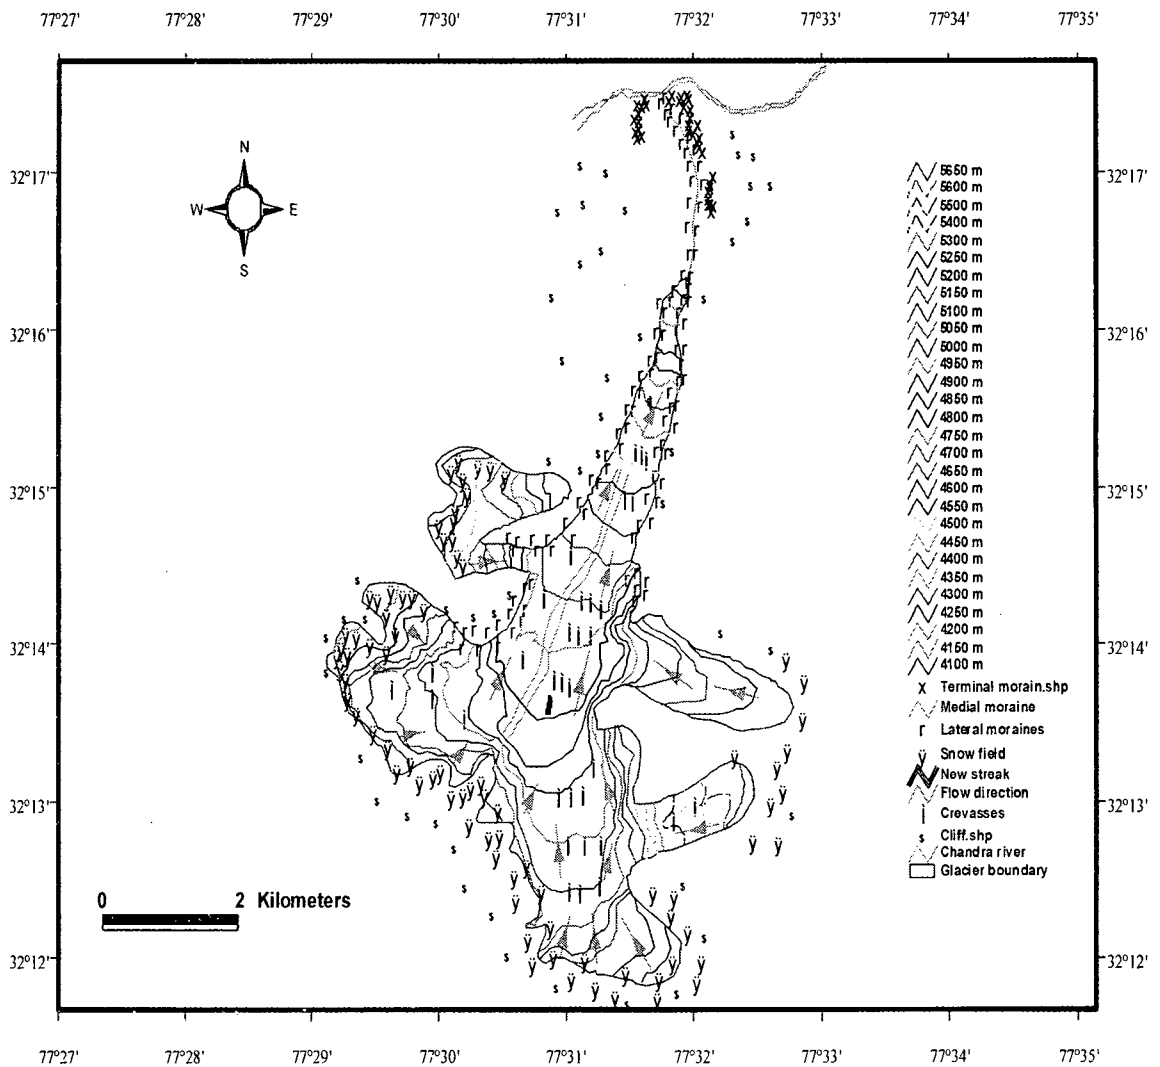 77°27' 77°28' 77°29' 77°30' 77°31' 77°32' 77°33' 77°34' 77°35'
N
W E
S
32°17' 32°17'
32°16' 32°16'
32°15' 32°15'
32°14' 32°14'
32°13' 32°13'
32°12' 32°12'
5650 m
5600 m
5500 m
5400 m
5300 m
5250 m
5200 m
5150 m
5100 m
5050 m
5000 m
4950 m
4900 m
4850 m
4800 m
4750 m
4700 m
4650 m
4600 m
4550 m
4500 m
4450 m
4400 m
4350 m
4300 m
4250 m
4200 m
4150 m
4100 m
x Terminal morain.shp
Medial moraine
r Lateral moraines
ÿ Snow field
New streak
Flow direction
| Crevasses
s Cliff.shp
Chandra river
Glacier boundary
0 2 Kilometers
77°27' 77°28' 77°29' 77°30' 77°31' 77°32' 77°33' 77°34' 77°35'